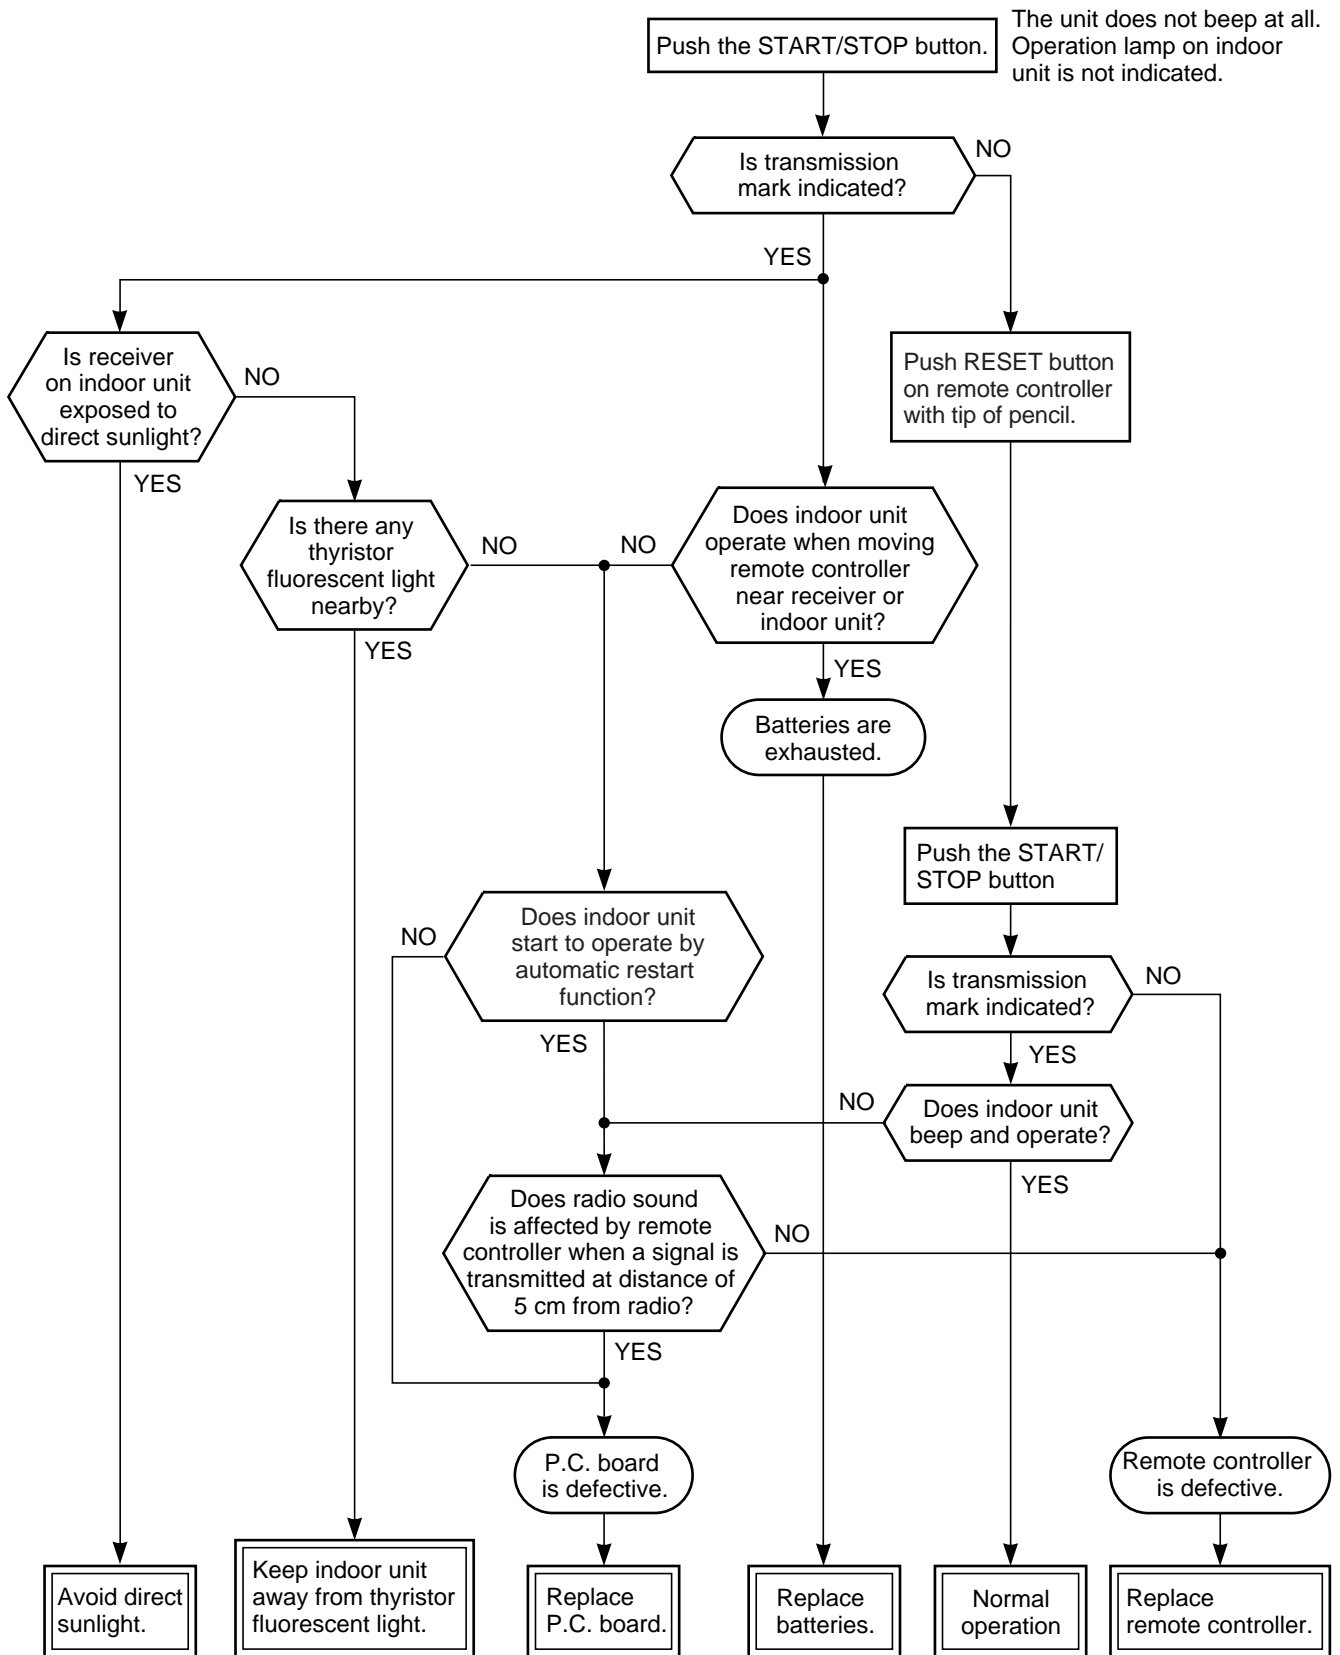 Push the START/STOP button.
The unit does not beep at all.
Operation lamp on indoor
unit is not indicated.
Is transmission
mark indicated?
NO
YES
Is receiver
on indoor unit
exposed to
direct sunlight?
NO
YES
Push RESET button
on remote controller
with tip of pencil.
Is there any
thyristor
fluorescent light
nearby?
NO
YES
NO
Does indoor unit
operate when moving
remote controller
near receiver or
indoor unit?
YES
Batteries are
exhausted.
Push the START/
STOP button
NO
Does indoor unit
start to operate by
automatic restart
function?
YES
Is transmission
mark indicated?
NO
YES
NO
Does indoor unit
beep and operate?
YES
Does radio sound
is affected by remote
controller when a signal is
transmitted at distance of
5 cm from radio?
NO
YES
P.C. board
is defective.
Remote controller
is defective.
Avoid direct
sunlight.
Keep indoor unit
away from thyristor
fluorescent light.
Replace
P.C. board.
Replace
batteries.
Normal
operation
Replace
remote controller.